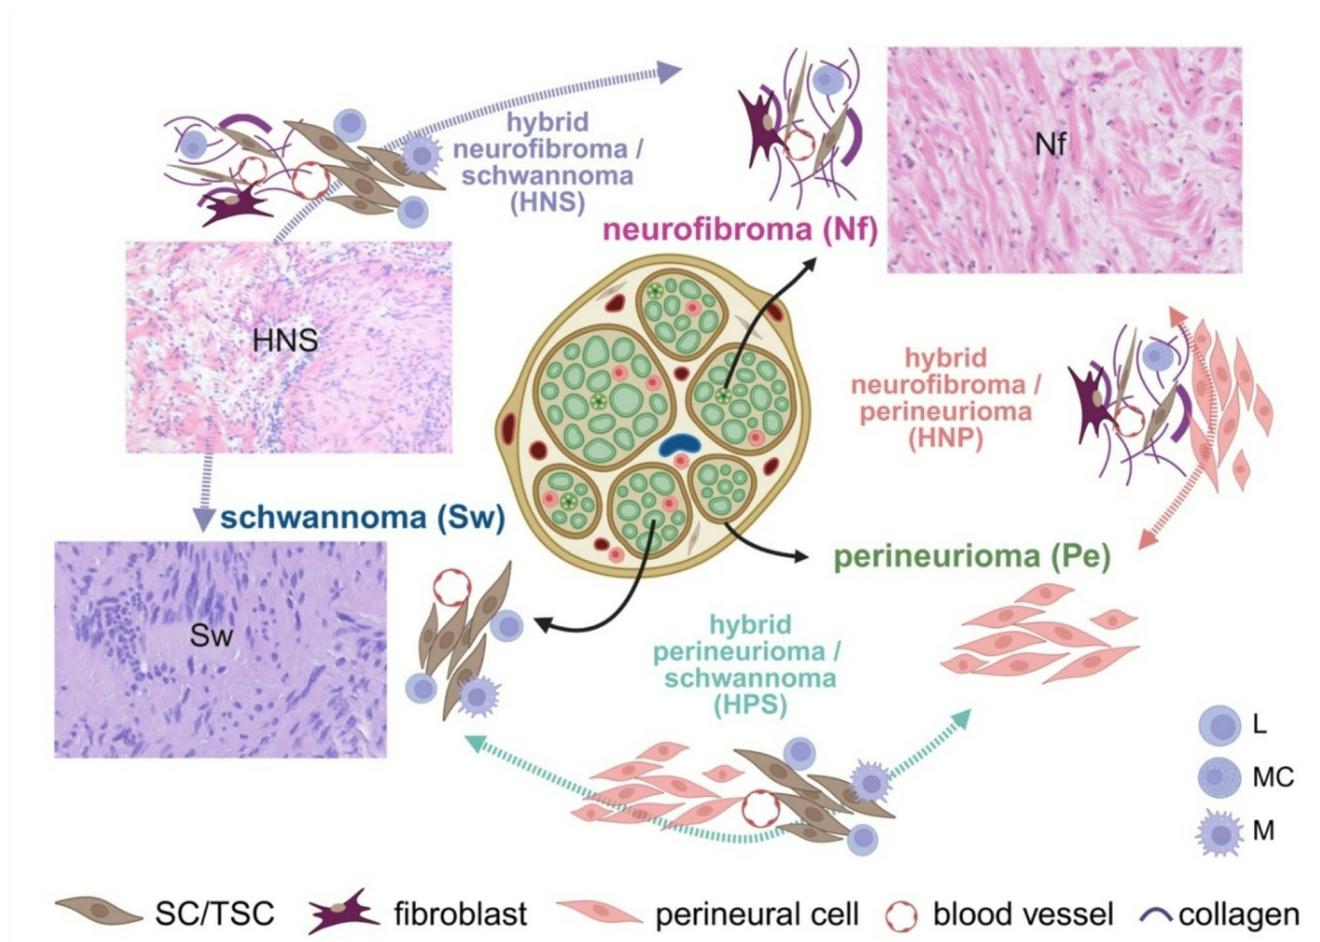 hybrid
neurofibroma /
schwannoma
(HNS)
neurofibroma (Nf)
Nf
HNS
hybrid
neurofibroma /
perineurioma
(HNP)
schwannoma (Sw)
perineurioma (Pe)
Sw
hybrid
perineurioma /
schwannoma
(HPS)
L
MC
M
SC/TSC
fibroblast
perineural cell
blood vessel
collagen